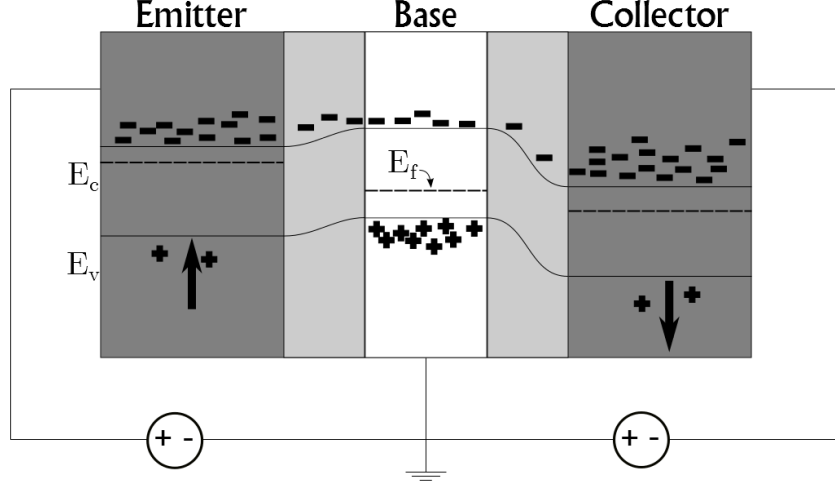 Emitter Base Collector
E_f
E_c
E_v
+ - + -